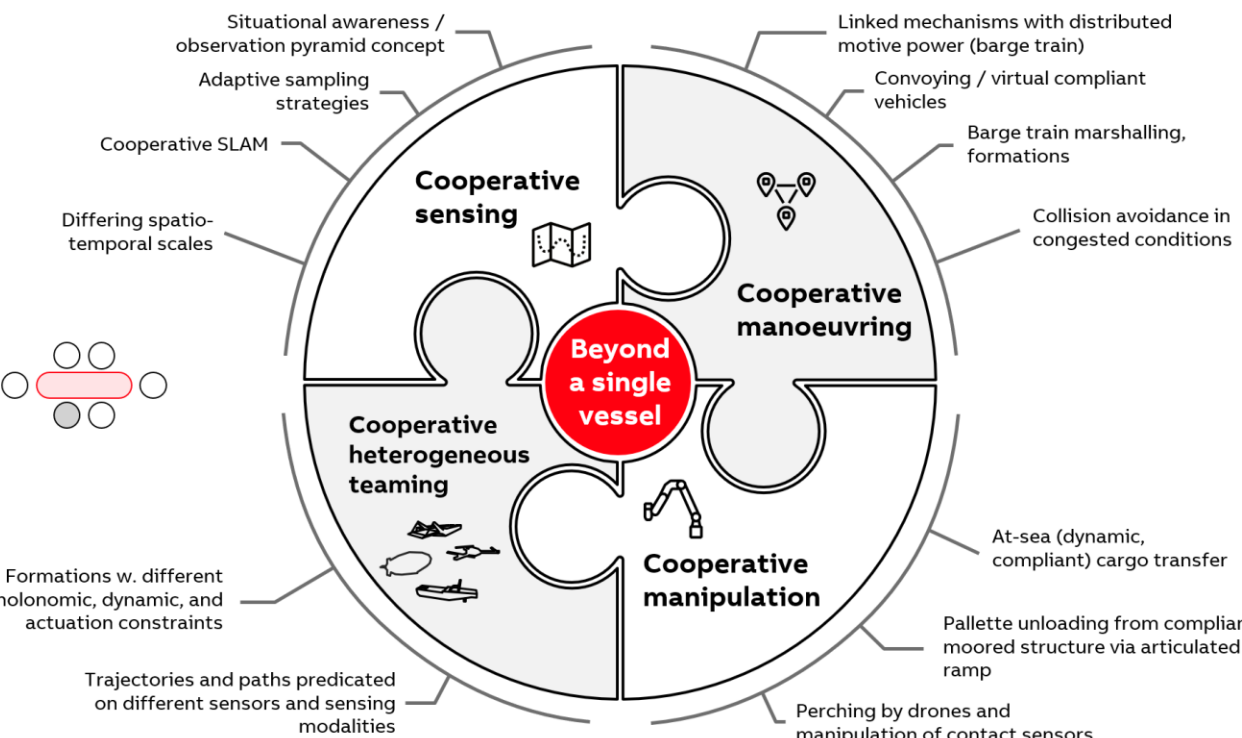 Situational awareness /
observation pyramid concept
Adaptive sampling
strategies
Cooperative SLAM
Differing spatio-
temporal scales
Linked mechanisms with distributed
motive power (barge train)
Convoying / virtual compliant
vehicles
Barge train marshalling,
formations
Collision avoidance in
congested conditions
Cooperative
sensing
Cooperative
manoeuvring
Beyond
a single
vessel
Cooperative
heterogeneous
teaming
Cooperative
manipulation
Formations w. different
holonomic, dynamic, and
actuation constraints
Trajectories and paths predicated
on different sensors and sensing
modalities
At-sea (dynamic,
compliant) cargo transfer
Pallette unloading from complian
moored structure via articulated
ramp
Perching by drones and
manipulation of contact sensors